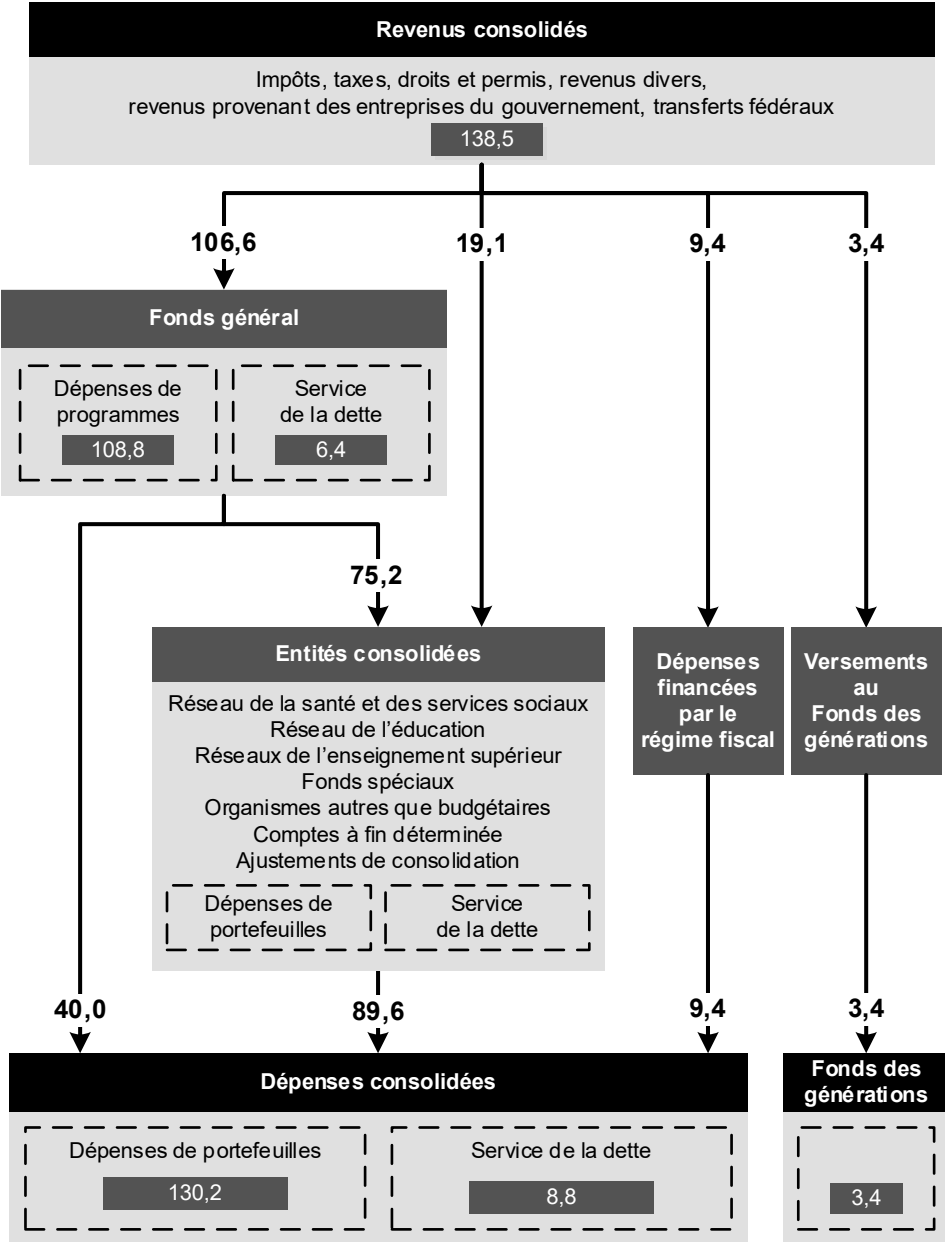 Revenus consolidés
Impôts, taxes, droits et permis, revenus divers,
revenus provenant des entreprises du gouvernement, transferts fédéraux
138,5
106,6
19,1
9,4
3,4
Fonds général
Dépenses de
programmes
108,8
Service
de la dette
6,4
75,2
Entités consolidées
Réseau de la santé et des services sociaux
Réseau de l’éducation
Réseaux de l’enseignement supérieur
Fonds spéciaux
Organismes autres que budgétaires
Comptes à fin déterminée
Ajustements de consolidation
Dépenses de
portefeuilles
Service
de la dette
Dépenses
financées
par le
régime fiscal
Versements
au
Fonds des
générations
40,0
89,6
9,4
3,4
Dépenses consolidées
Dépenses de portefeuilles
130,2
Service de la dette
8,8
Fonds des
générations
3,4